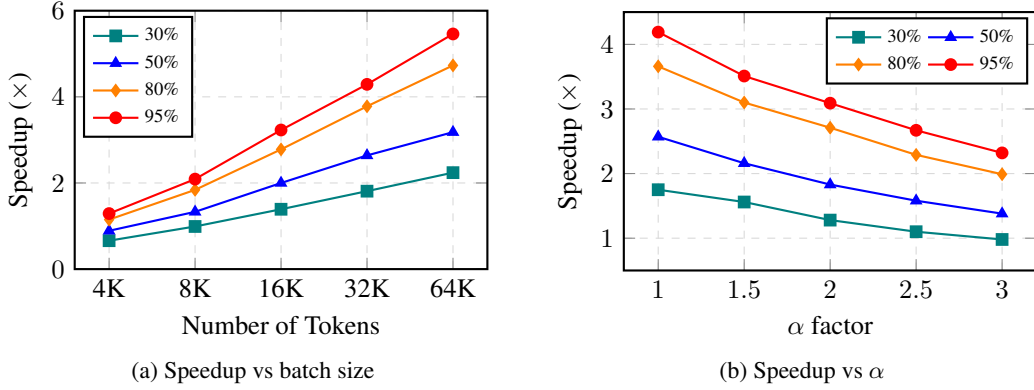 6
4
2
0
Speedup (×)
30%
50%
80%
95%
4K 8K 16K 32K 64K
Number of Tokens
(a) Speedup vs batch size
4
3
2
1
Speedup (×)
30% 50%
80% 95%
1 1.5 2 2.5 3
α factor
(b) Speedup vs α